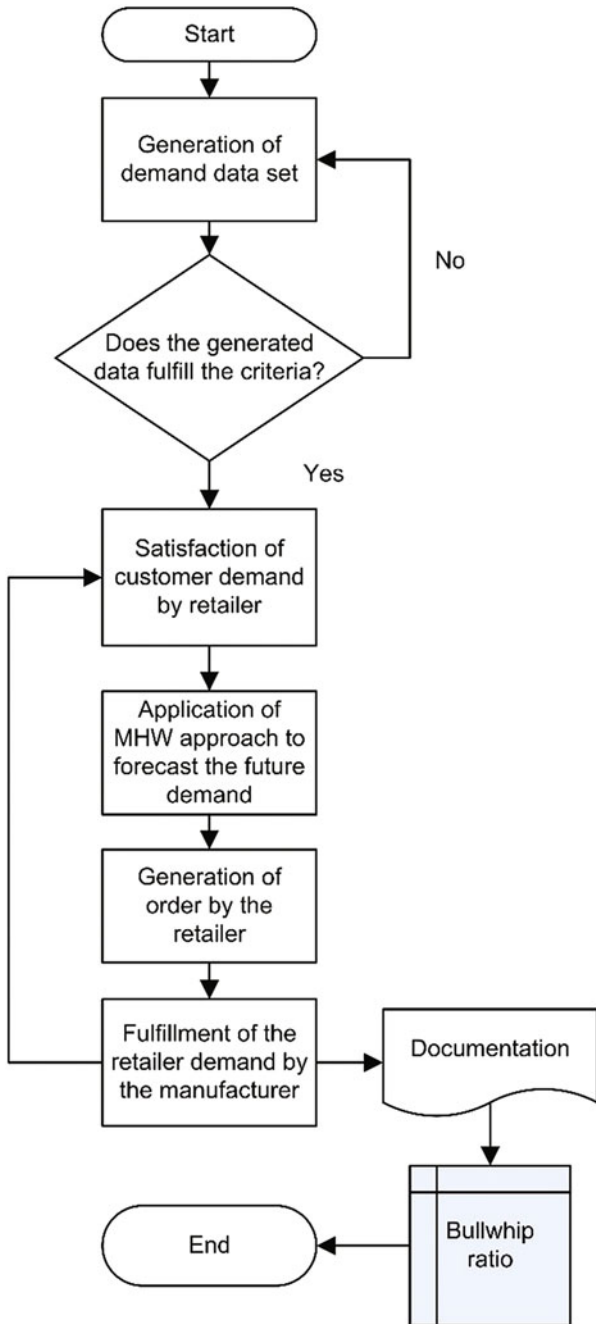 Start
Generation of
demand data set
No
Does the generated
data fulfill the criteria?
Yes
Satisfaction of
customer demand
by retailer
Application of
MHW approach to
forecast the future
demand
Generation of
order by the
retailer
Fulfillment of the
retailer demand by
the manufacturer
Documentation
Bullwhip
ratio
End